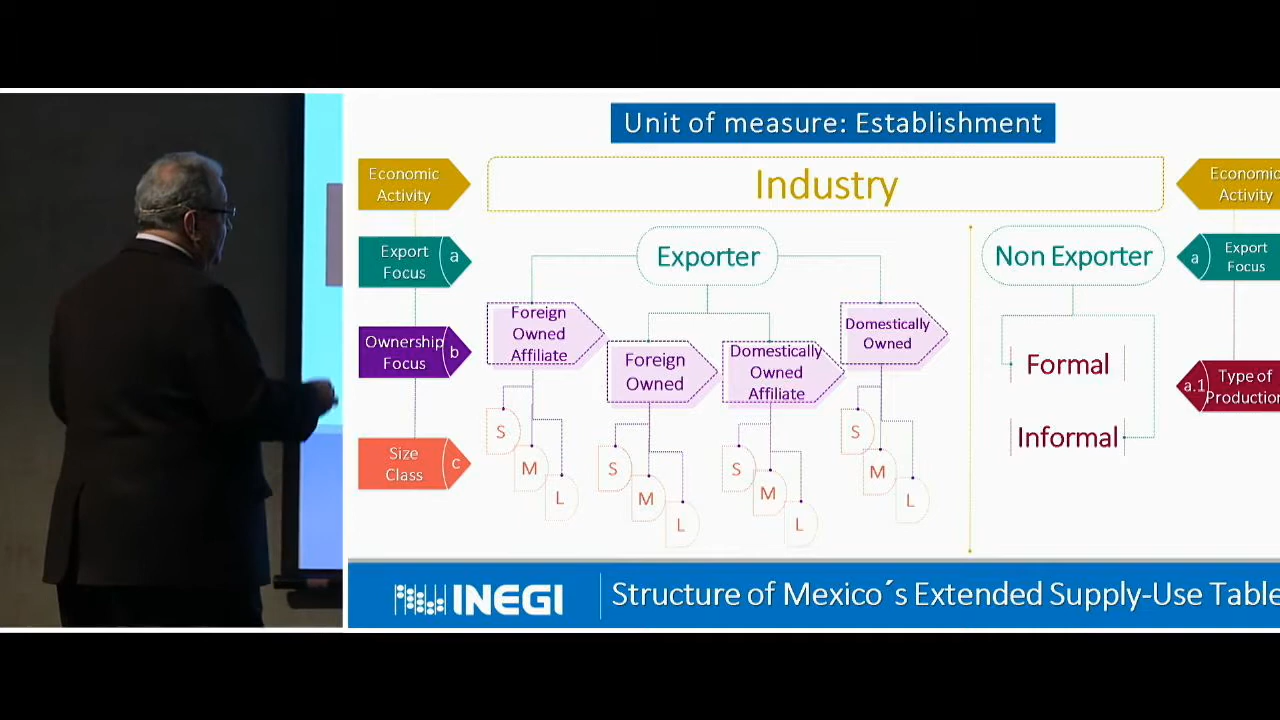 Unit of measure: Establishment
Economic
Activity
Industry
Economic
Activity
Export
Focus
a
Exporter
Non Exporter
a
Export
Focus
Ownership
Focus
b
Foreign
Owned
Affiliate
Foreign
Owned
Domestically
Owned
Affiliate
Domestically
Owned
Formal
Informal
a.1
Type of
Production
Size
Class
c
S
M
L
S
M
L
S
M
L
S
M
L
INEGI
Structure of Mexico´s Extended Supply-Use Table